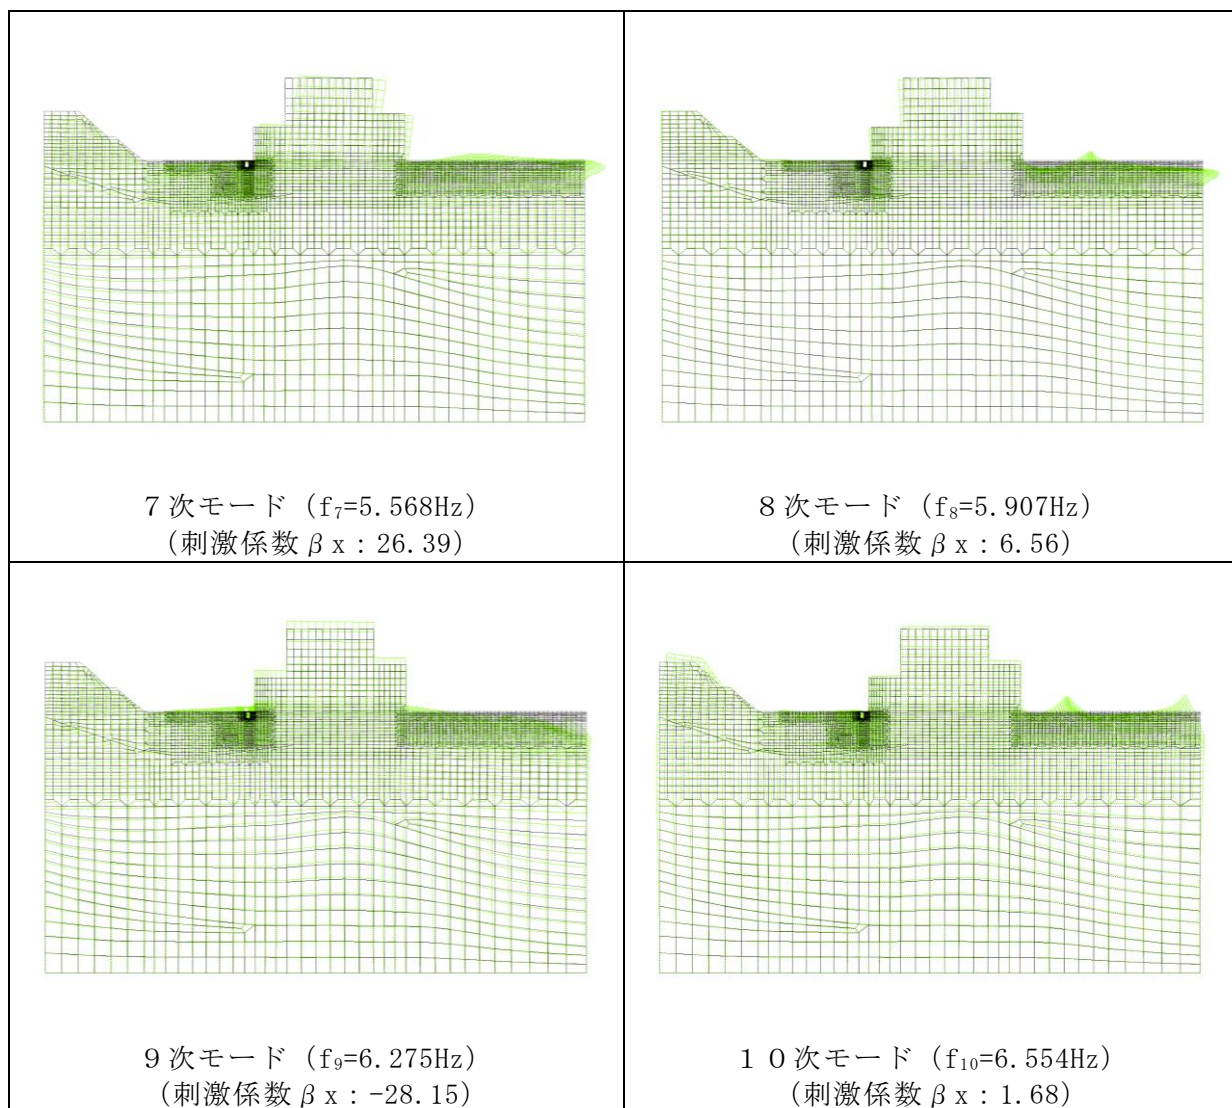 7次モード (f₇=5.568Hz)
(刺激係数βx：26.39)
8次モード (f₈=5.907Hz)
(刺激係数βx：6.56)
9次モード (f₉=6.275Hz)
(刺激係数βx：-28.15)
10次モード (f₁₀=6.554Hz)
(刺激係数βx：1.68)